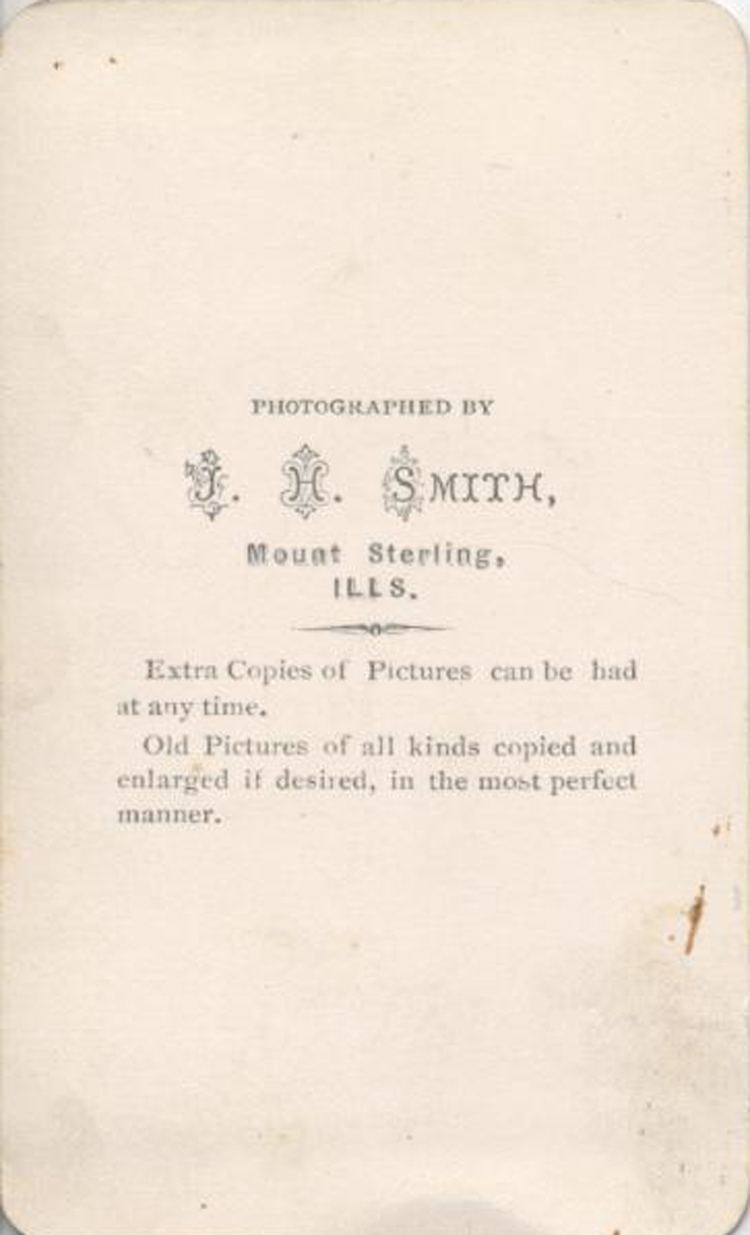 PHOTOGRAPHED BY
J. H. SMITH,
Mount Sterling,
ILLS.
Extra Copies of Pictures can be had
at any time.
Old Pictures of all kinds copied and
enlarged if desired, in the most perfect
manner.